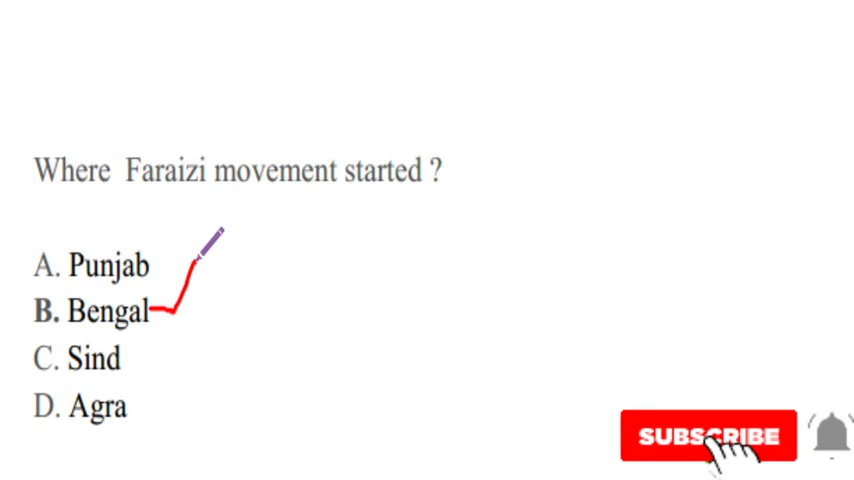 Where Faraizi movement started ?
A. Punjab
B. Bengal
C. Sind
D. Agra
SUBSCRIBE